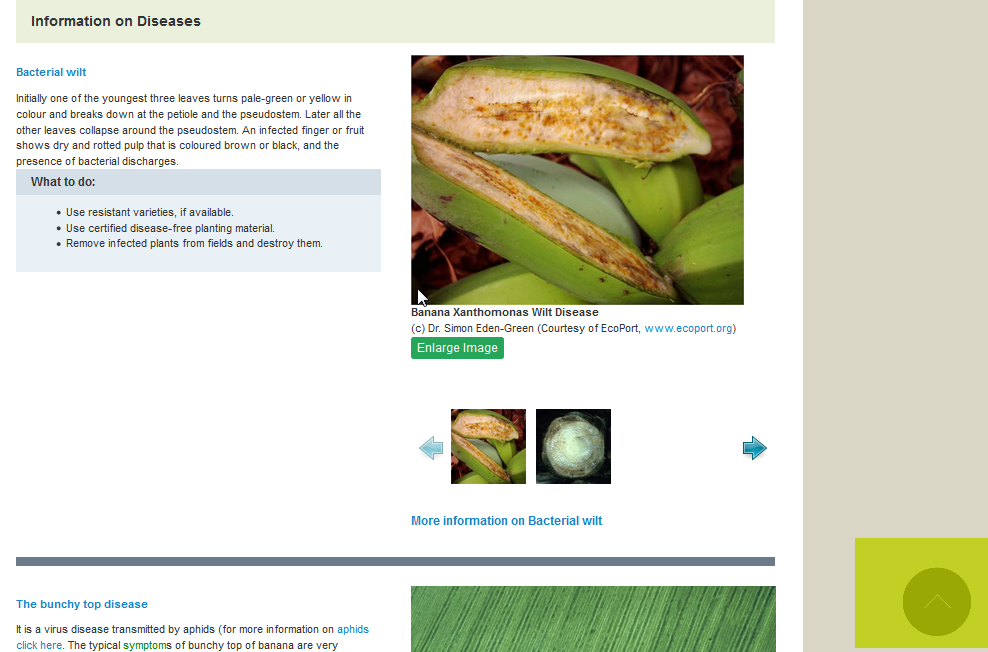 Information on Diseases
Bacterial wilt
Initially one of the youngest three leaves turns pale-green or yellow in
colour and breaks down at the petiole and the pseudostem. Later all the
other leaves collapse around the pseudostem. An infected finger or fruit
shows dry and rotted pulp that is coloured brown or black, and the
presence of bacterial discharges.
What to do:
• Use resistant varieties, if available.
• Use certified disease-free planting material.
• Remove infected plants from fields and destroy them.
Banana Xanthomonas Wilt Disease
(c) Dr. Simon Eden-Green (Courtesy of EcoPort, www.ecoport.org)
Enlarge Image
More information on Bacterial wilt
The bunchy top disease
It is a virus disease transmitted by aphids (for more information on aphids
click here. The typical symptoms of bunchy top of banana are very